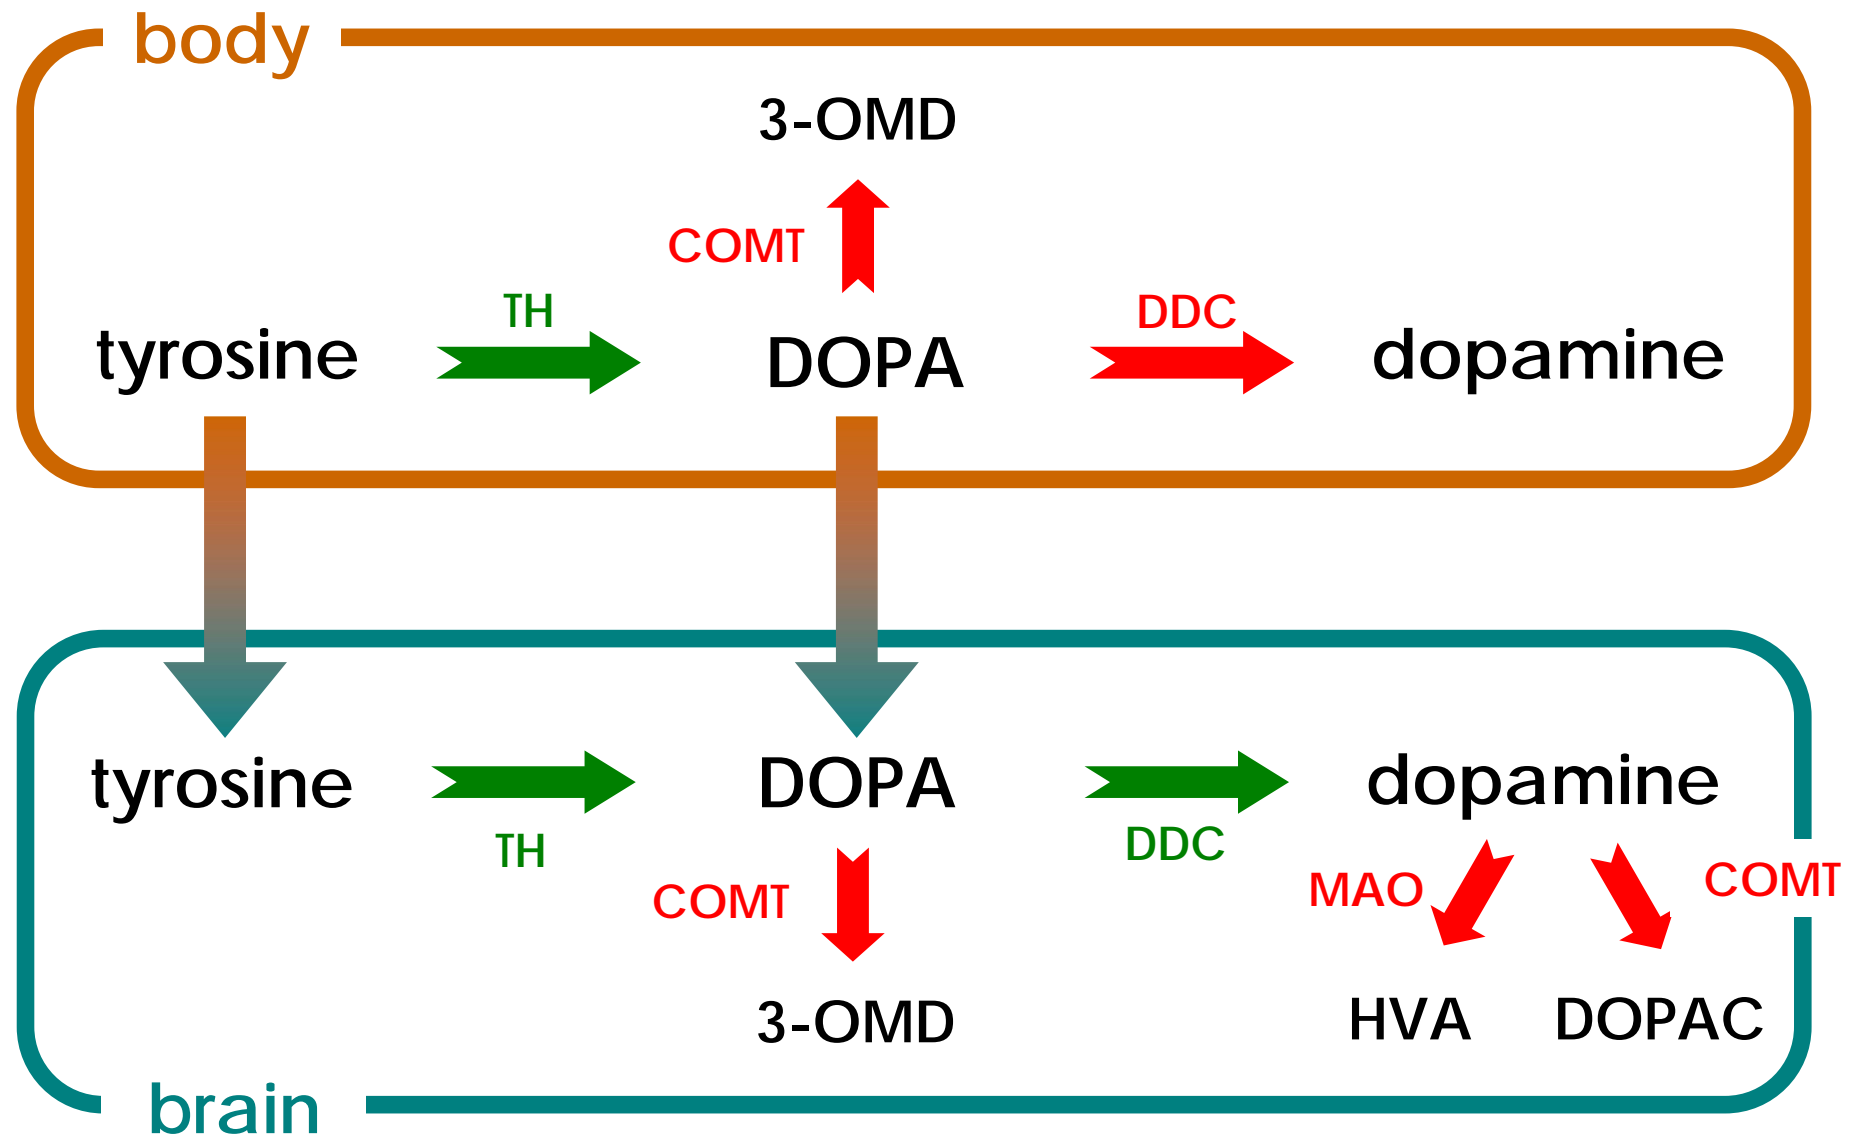 body
3-OMD
COMT
TH
DDC
tyrosine
DOPA
dopamine
tyrosine
DOPA
dopamine
TH
DDC
COMT
MAO
COMT
3-OMD
HVA
DOPAC
brain